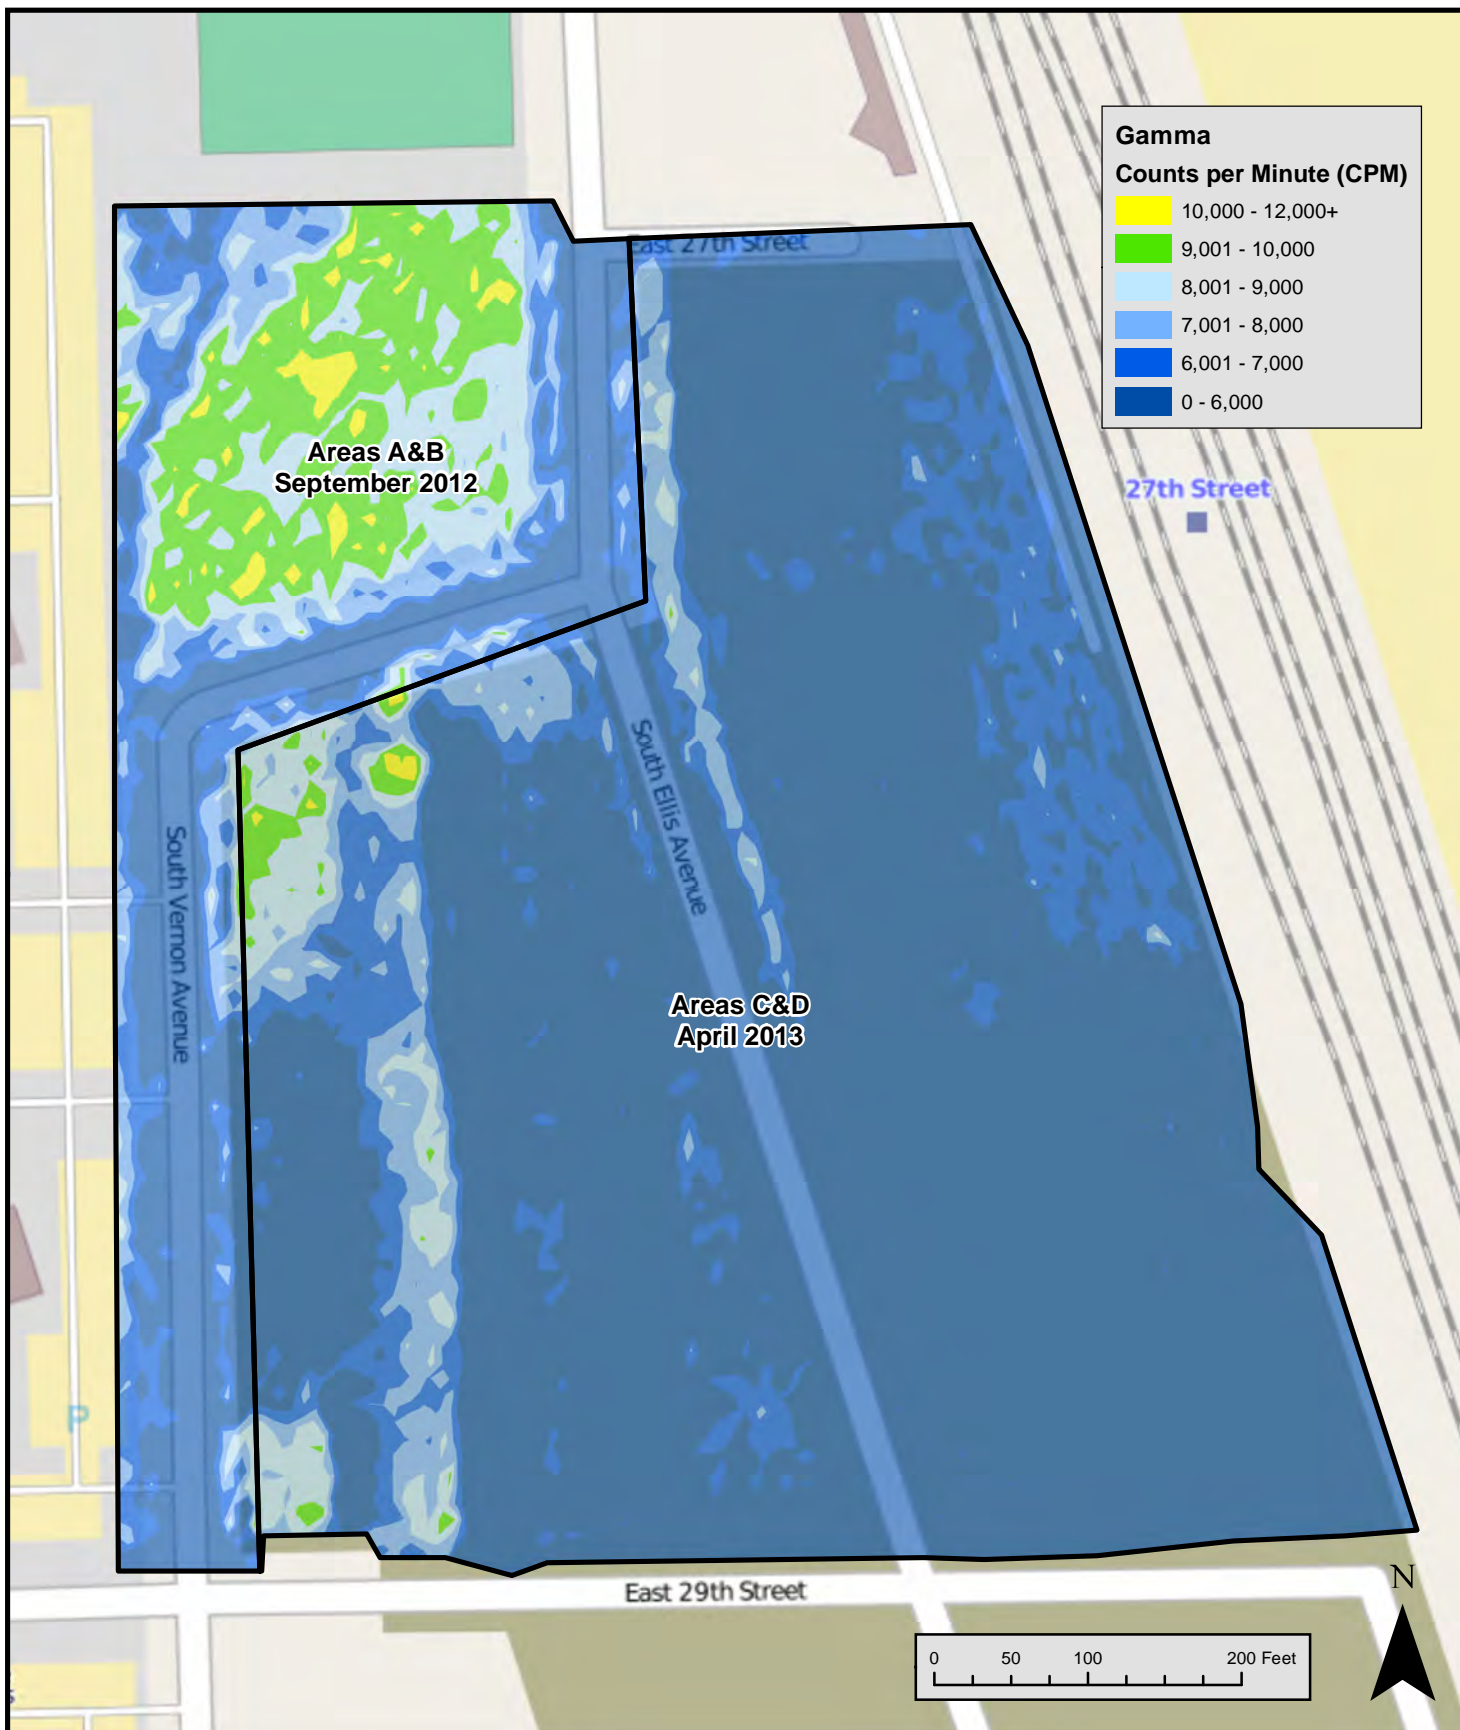 Gamma
Counts per Minute (CPM)
10,000 - 12,000+
9,001 - 10,000
8,001 - 9,000
7,001 - 8,000
6,001 - 7,000
0 - 6,000
East 27th Street
Areas A&B
September 2012
27th Street
South Ellis Avenue
South Vernon Avenue
Areas C&D
April 2013
P
East 29th Street
N
0 50 100 200 Feet